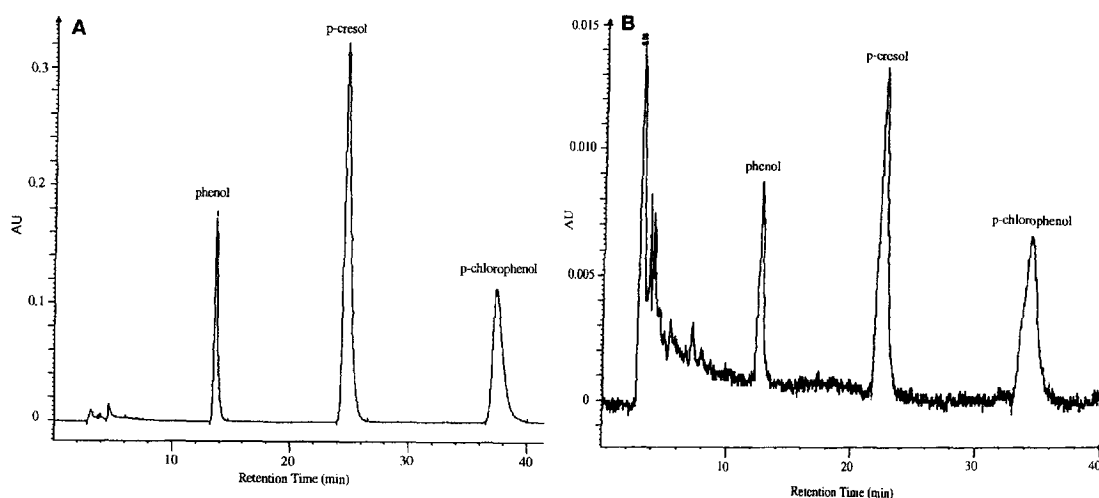 A
p-cresol
0.3
phenol
0.2
AU
p-chlorophenol
0.1
0
10
20
30
40
Retention Time (min)
B
0.015
p-cresol
0.010
phenol
AU
p-chlorophenol
0.005
0
10
20
30
40
Retention Time (min)